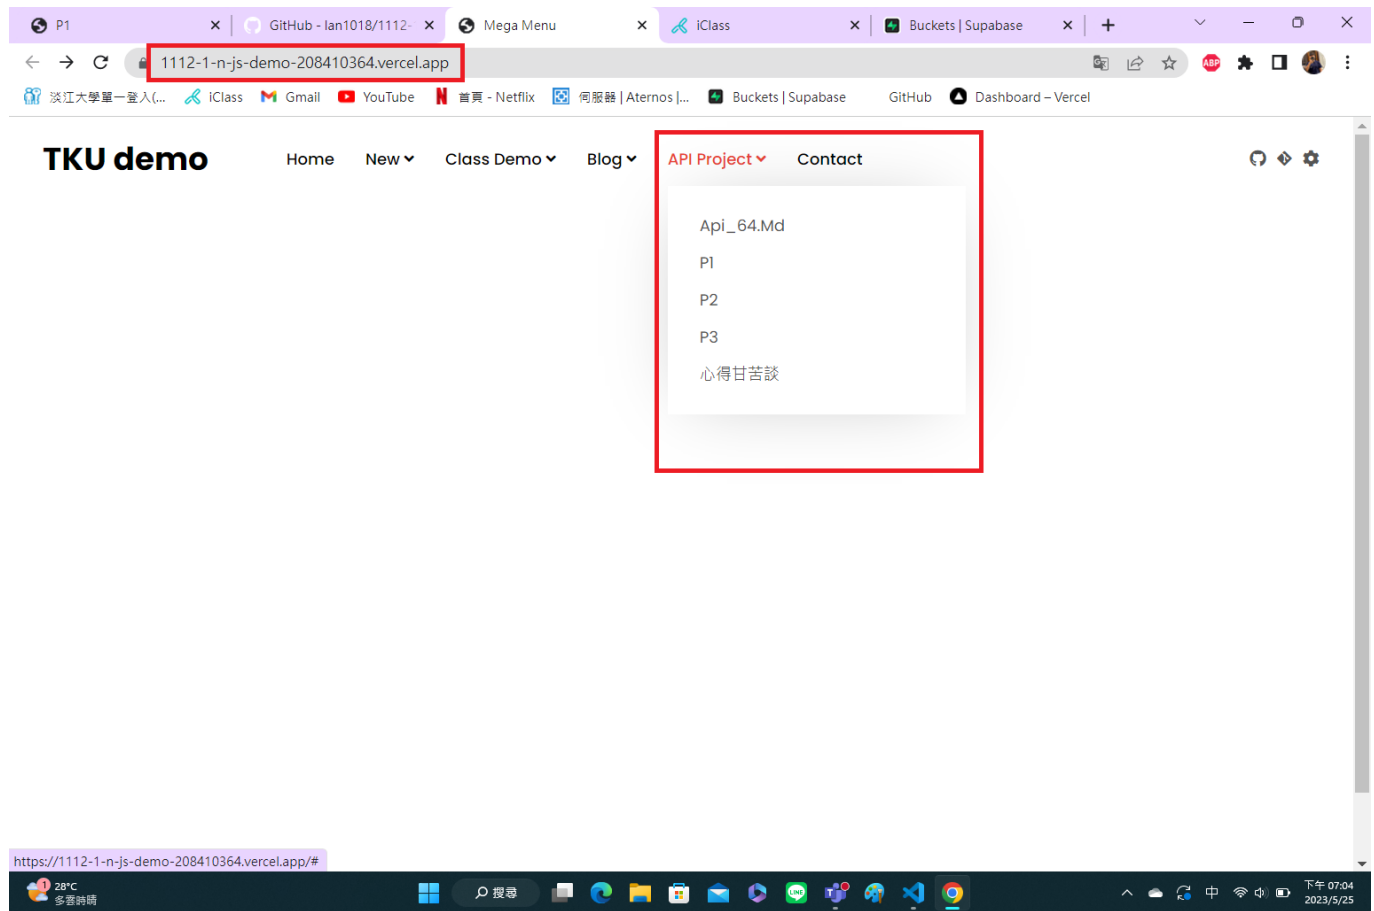 P1
GitHub - Ian1018/1112-
Mega Menu
iClass
Buckets | Supabase
1112-1-n-js-demo-208410364.vercel.app
ABP
淡江大學單一登入(...
iClass
Gmail
YouTube
首頁 - Netflix
伺服器 | Aternos |...
Buckets | Supabase
GitHub
Dashboard – Vercel
TKU demo
Home
New
Class Demo
Blog
API Project
Contact
Api_64.Md
P1
P2
P3
心得甘苦談
https://1112-1-n-js-demo-208410364.vercel.app/#
1
28°C
多雲時晴
搜尋
LINE
中
下午 07:04
2023/5/25